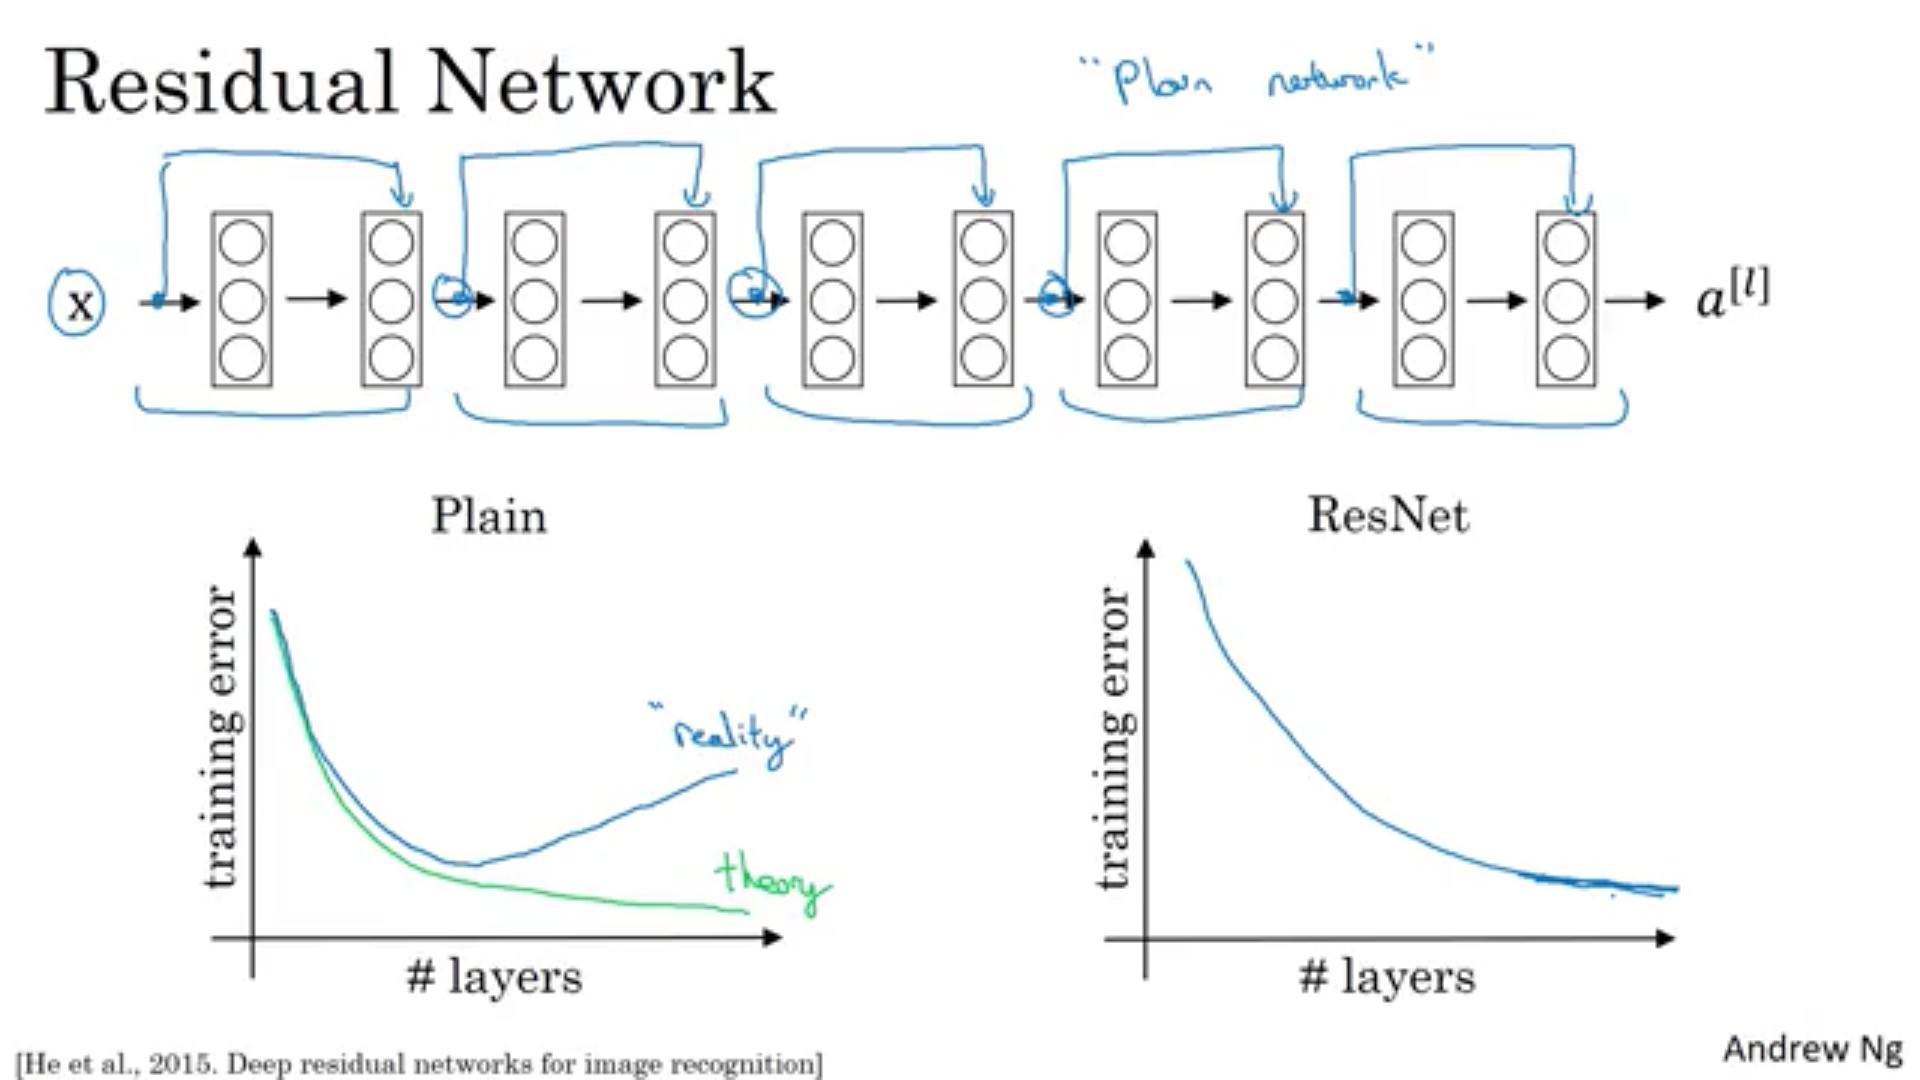 Residual Network
"Plain network"
x
a[l]
Plain
training error
"reality"
theory
# layers
ResNet
training error
# layers
[He et al., 2015. Deep residual networks for image recognition]
Andrew Ng